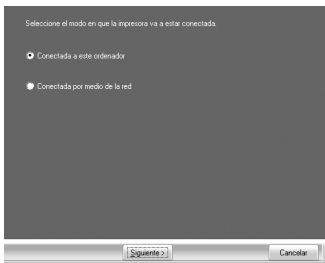 Seleccione el modo en que la impresora va a estar conectada.
Conectada a este ordenador
Conectada por medio de la red
Siguiente >
Cancelar